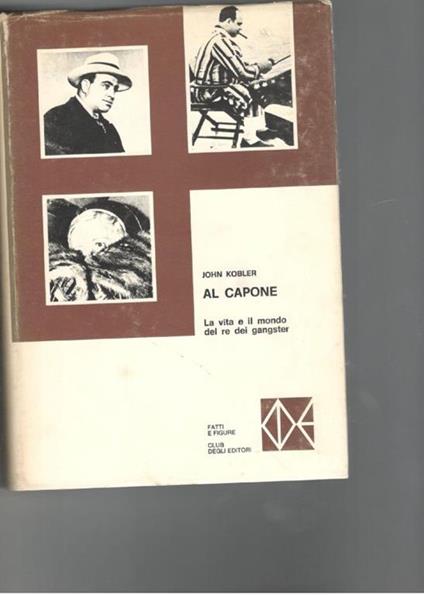 JOHN KOBLER
AL CAPONE
La vita e il mondo
del re dei gangster
FATTI
E FIGURE
CLUB
DEGLI EDITORI